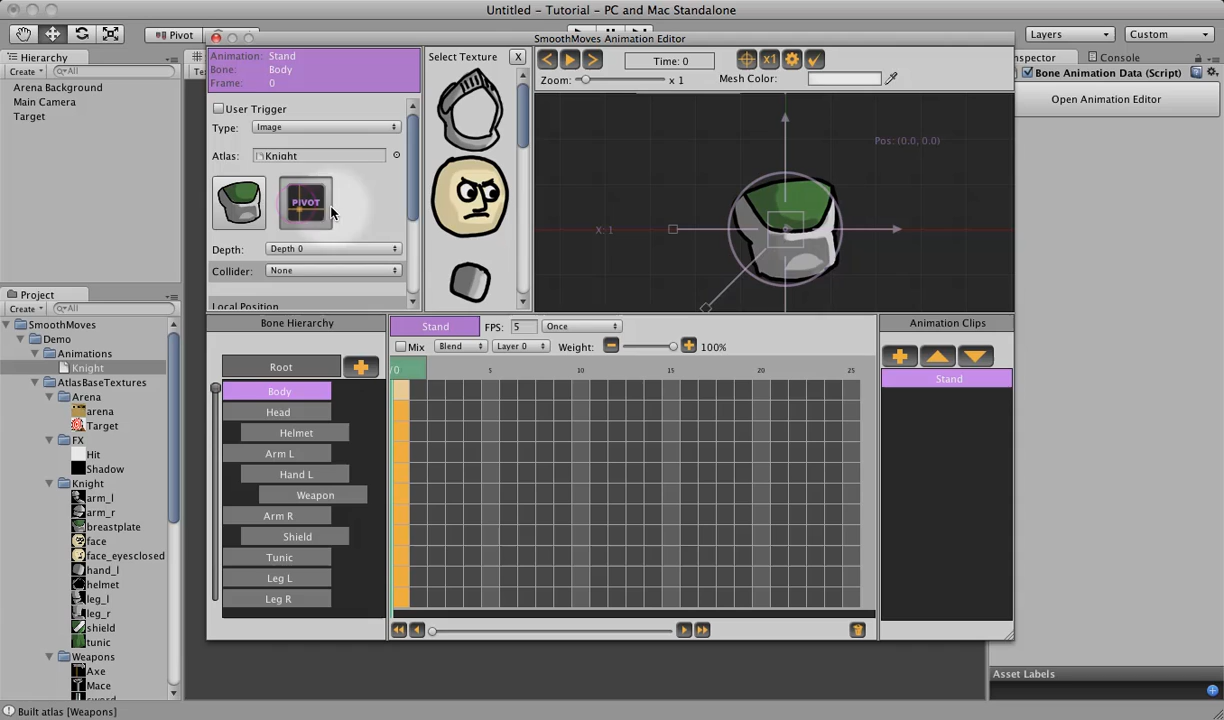 Untitled - Tutorial - PC and Mac Standalone
Pivot
Layers
Custom
Hierarchy
Create
All
Arena Background
Main Camera
Target
Project
Create
All
SmoothMoves
Demo
Animations
Knight
AtlasBaseTextures
Arena
arena
Target
FX
Hit
Shadow
Knight
arm_l
arm_r
breastplate
face
face_eyesclosed
hand_l
helmet
leg_l
leg_r
shield
tunic
Weapons
Axe
Mace
Built atlas [Weapons]
SmoothMoves Animation Editor
Animation: Stand
Bone: Body
Frame: 0
User Trigger
Type: Image
Atlas: Knight
PIVOT
Depth: Depth 0
Collider: None
Local Position
Select Texture X
x1
Time: 0
Zoom: x 1
Mesh Color:
Pos: (0.0, 0.0)
X: 1
Bone Hierarchy
Root
Body
Head
Helmet
Arm L
Hand L
Weapon
Arm R
Shield
Tunic
Leg L
Leg R
Stand FPS: 5 Once
Mix Blend Layer 0 Weight: 100%
/0 5 10 15 20 25
Animation Clips
Stand
Console
Bone Animation Data (Script)
Open Animation Editor
Asset Labels